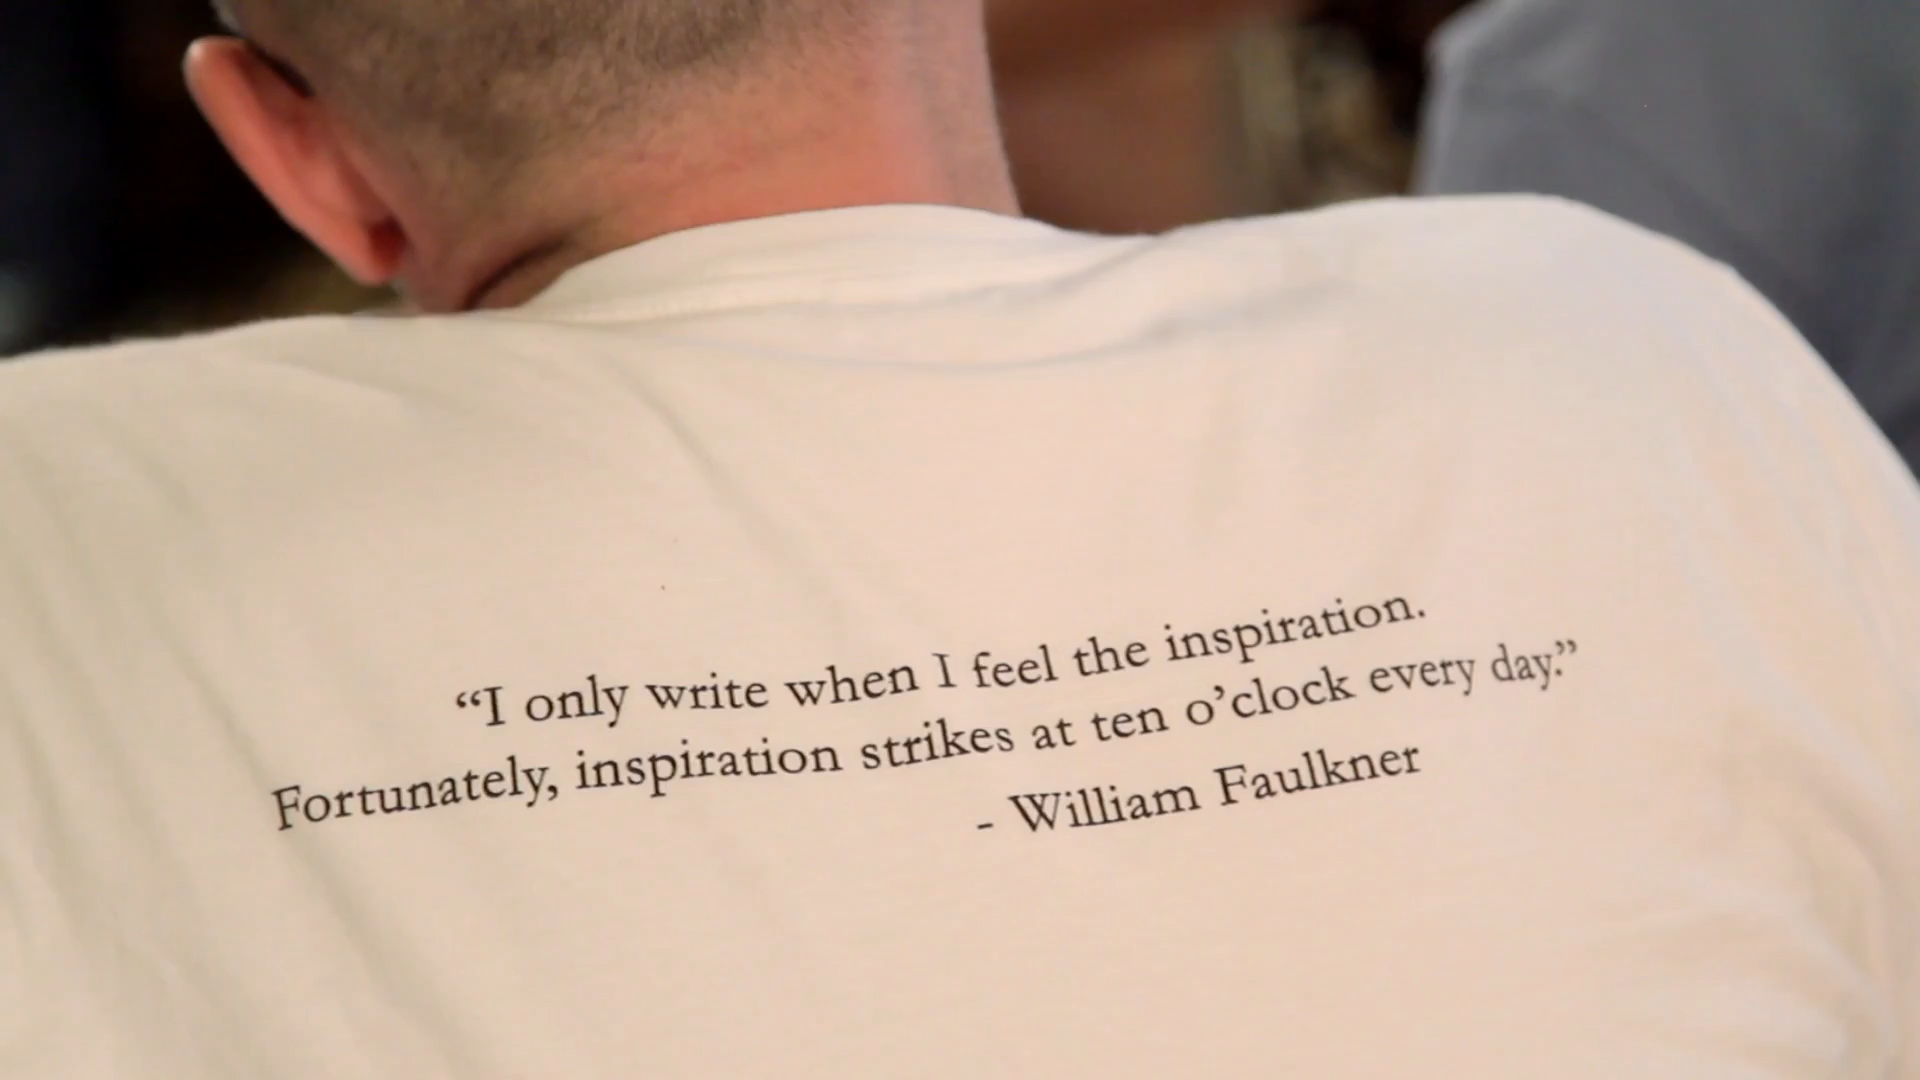 “I only write when I feel the inspiration.
Fortunately, inspiration strikes at ten o’clock every day.”
- William Faulkner